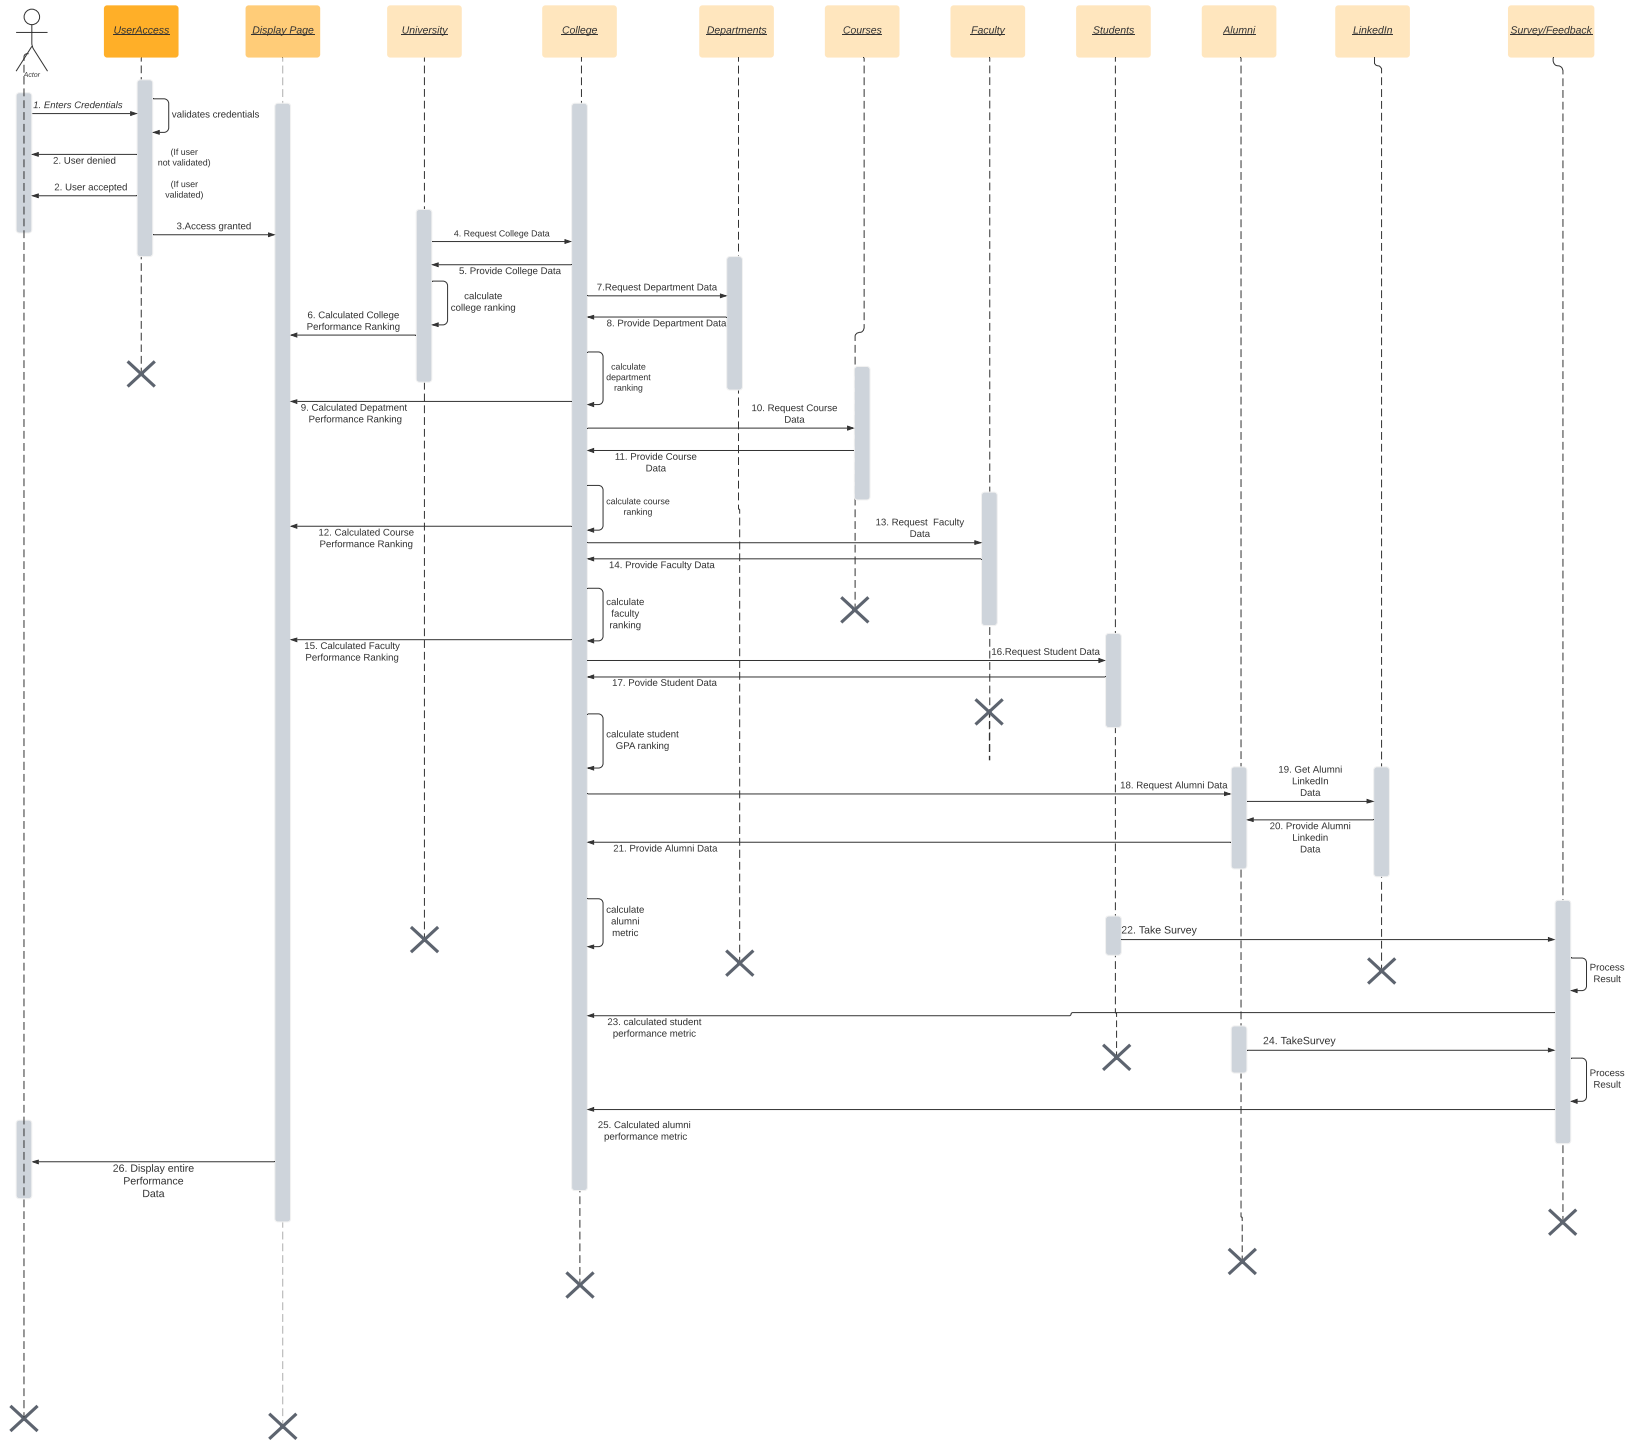 UserAccess
Display Page
University
College
Departments
Courses
Faculty
Students
Alumni
LinkedIn
Survey/Feedback
Actor
1. Enters Credentials
validates credentials
2. User denied
(If user
not validated)
2. User accepted
(If user
validated)
3.Access granted
4. Request College Data
5. Provide College Data
calculate
college ranking
6. Calculated College
Performance Ranking
7.Request Department Data
8. Provide Department Data
calculate
department
ranking
9. Calculated Depatment
Performance Ranking
10. Request Course
Data
11. Provide Course
Data
calculate course
ranking
12. Calculated Course
Performance Ranking
13. Request  Faculty
Data
14. Provide Faculty Data
calculate
faculty
ranking
15. Calculated Faculty
Performance Ranking
16.Request Student Data
17. Povide Student Data
calculate student
GPA ranking
18. Request Alumni Data
19. Get Alumni
LinkedIn
Data
20. Provide Alumni
Linkedin
Data
21. Provide Alumni Data
calculate
alumni
metric
22. Take Survey
Process
Result
23. calculated student
performance metric
24. TakeSurvey
Process
Result
25. Calculated alumni
performance metric
26. Display entire
Performance
Data